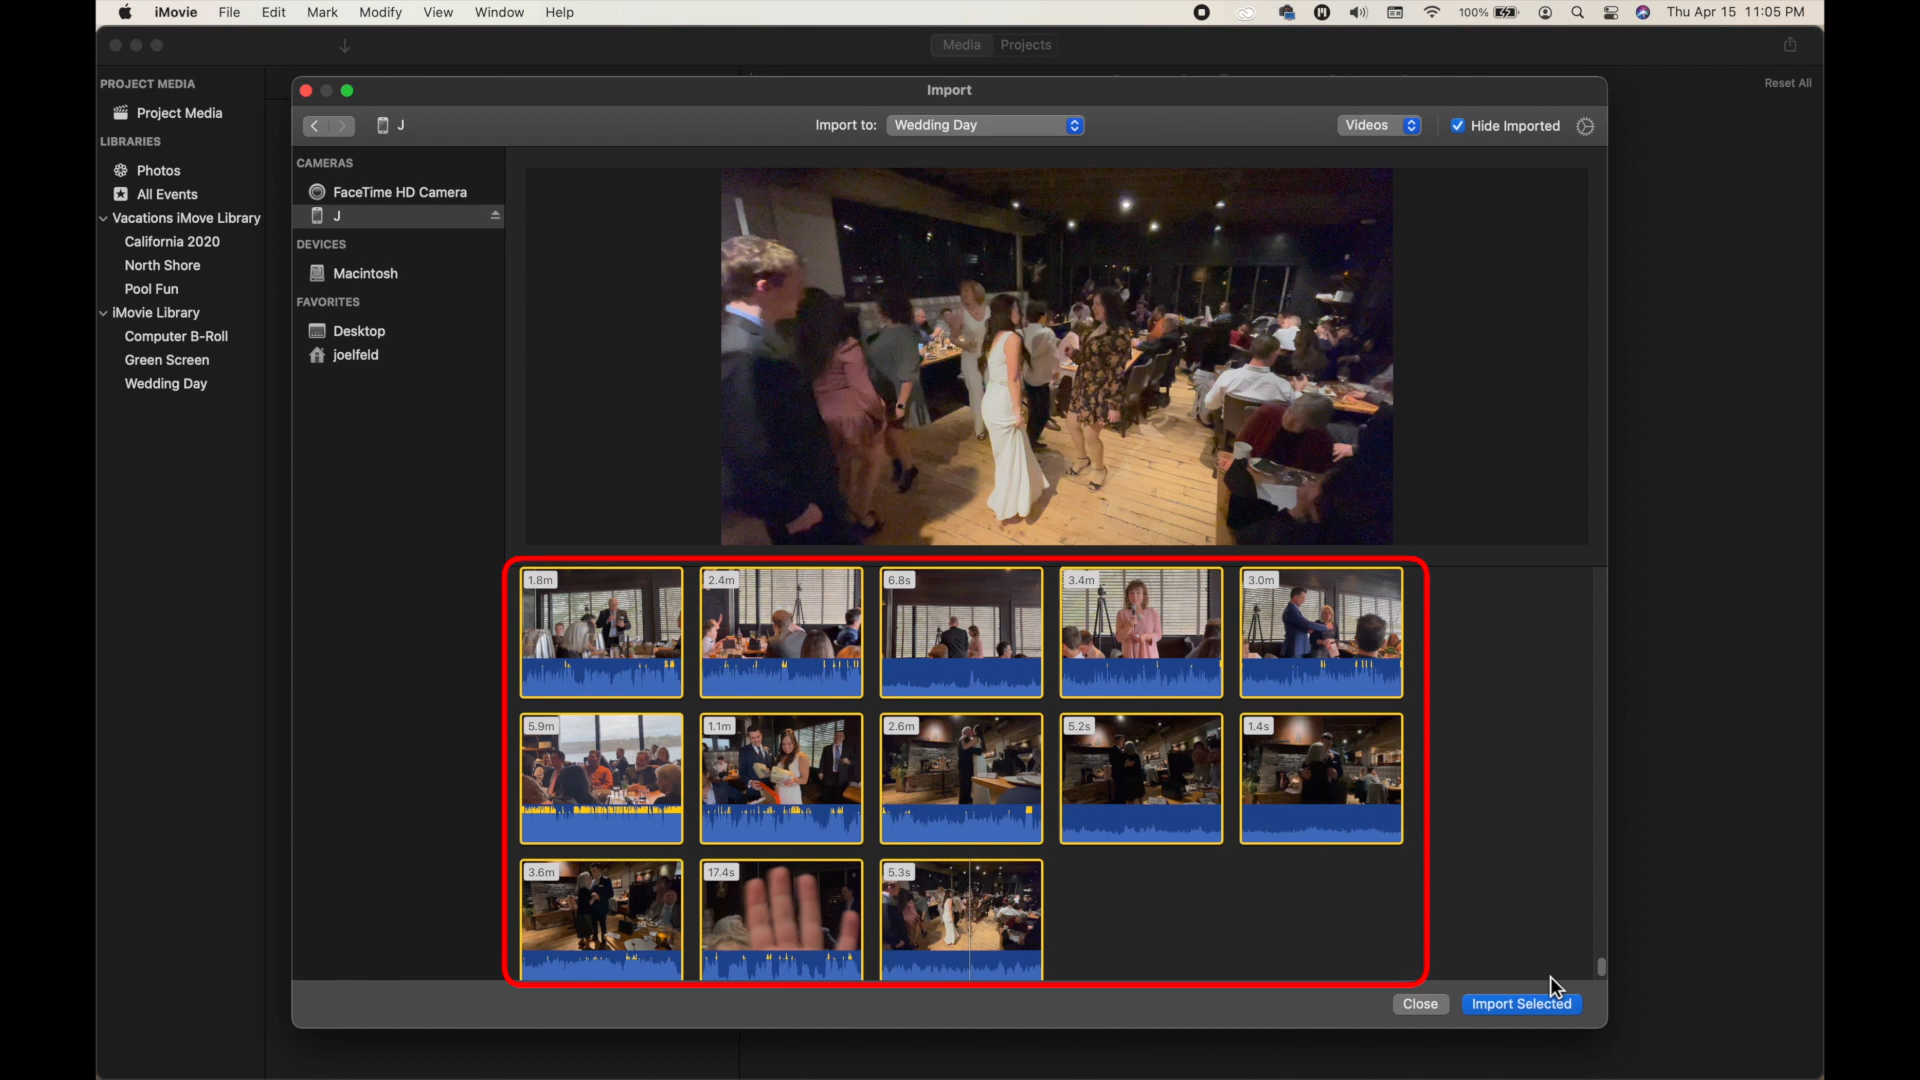 iMovie File Edit Mark Modify View Window Help 100% Thu Apr 15 11:05 PM
Media Projects
PROJECT MEDIA
Project Media
LIBRARIES
Photos
All Events
Vacations iMove Library
California 2020
North Shore
Pool Fun
iMovie Library
Computer B-Roll
Green Screen
Wedding Day
Reset All
Import
J Import to: Wedding Day Videos Hide Imported
CAMERAS
FaceTime HD Camera
J
DEVICES
Macintosh
FAVORITES
Desktop
joelfeld
1.8m 2.4m 6.8s 3.4m 3.0m
5.9m 1.1m 2.6m 5.2s 1.4s
3.6m 17.4s 5.3s
Close Import Selected